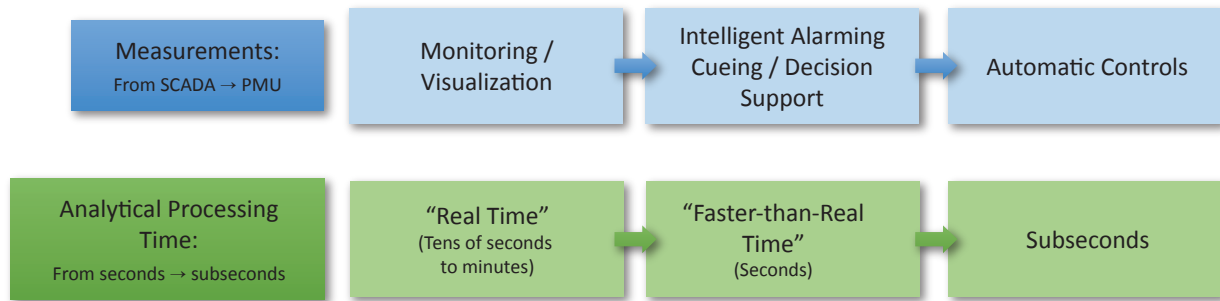 Measurements:
From SCADA → PMU
Monitoring /
Visualization
Intelligent Alarming
Cueing / Decision
Support
Automatic Controls
Analytical Processing
Time:
From seconds → subseconds
“Real Time”
(Tens of seconds
to minutes)
“Faster-than-Real
Time”
(Seconds)
Subseconds